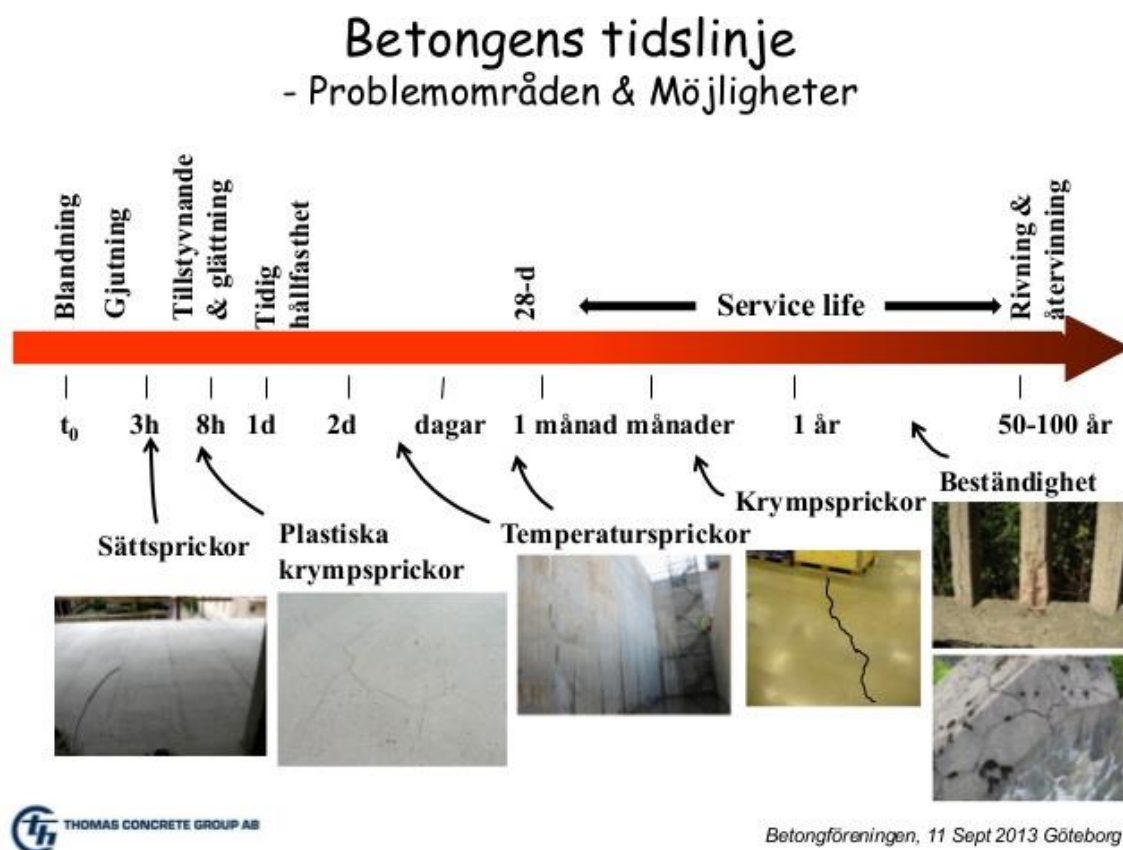 Betongens tidslinje
- Problemområden & Möjligheter
Blandning
Gjutning
Tillstyvnande
& glättning
Tidig
hållfasthet
28-d
Service life
Rivning &
återvinning
t₀
3h
8h
1d
2d
dagar
1 månad
månader
1 år
50-100 år
Sättsprickor
Plastiska
krympsprickor
Temperatursprickor
Krympsprickor
Beständighet
th THOMAS CONCRETE GROUP AB
Betongföreningen, 11 Sept 2013 Göteborg